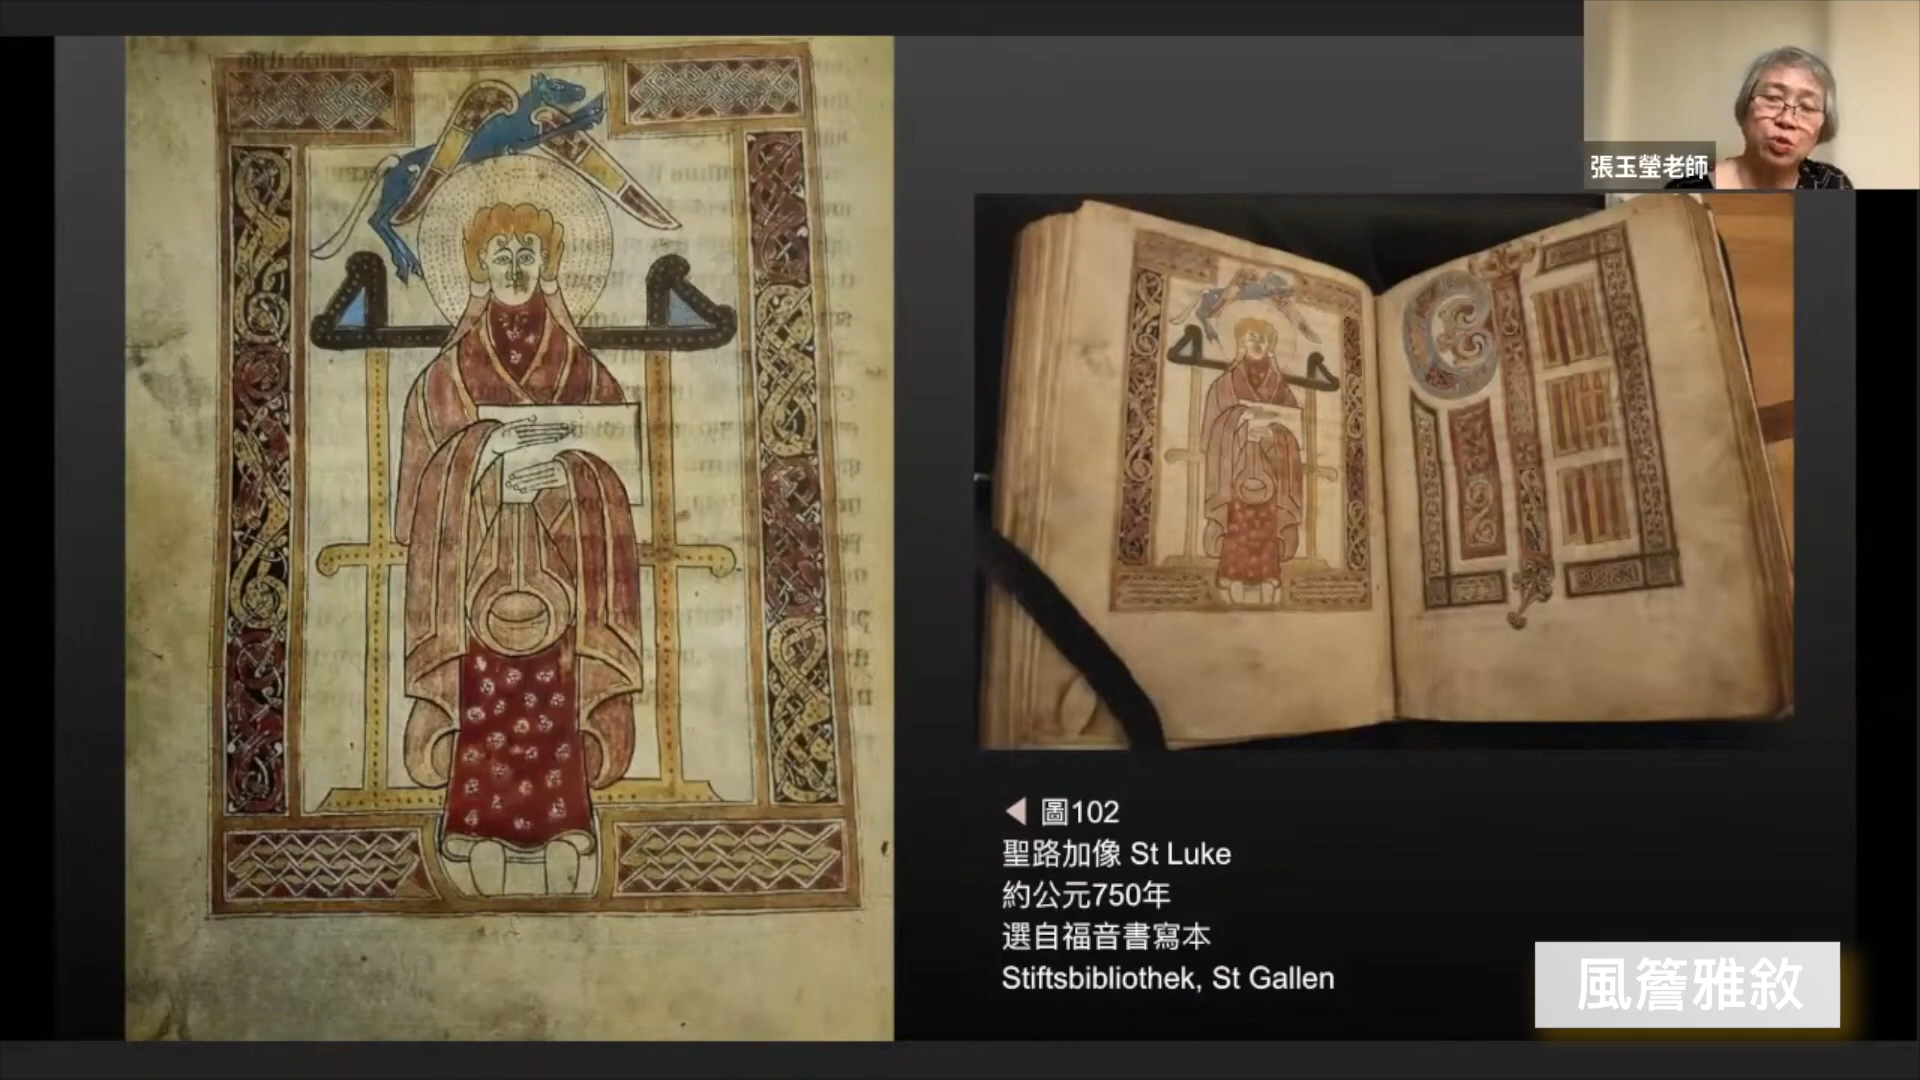 張玉瑩老師
◀ 圖102
聖路加像 St Luke
約公元750年
選自福音書寫本
Stiftsbibliothek, St Gallen
風簷雅敘